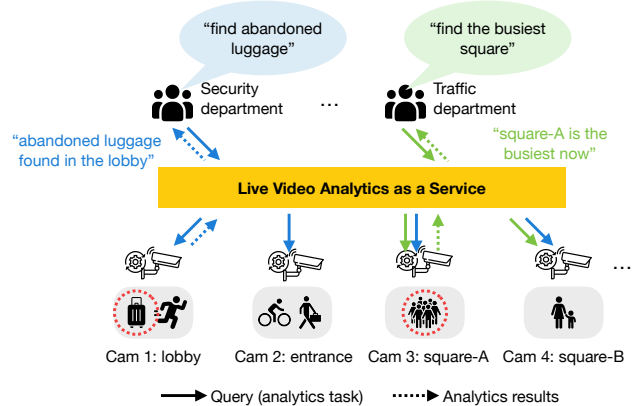 “find abandoned
luggage”
“find the busiest
square”
Security
department
...
Traffic
department
“abandoned luggage
found in the lobby”
“square-A is the
busiest now”
Live Video Analytics as a Service
...
Cam 1: lobby
Cam 2: entrance
Cam 3: square-A
Cam 4: square-B
Query (analytics task)
Analytics results